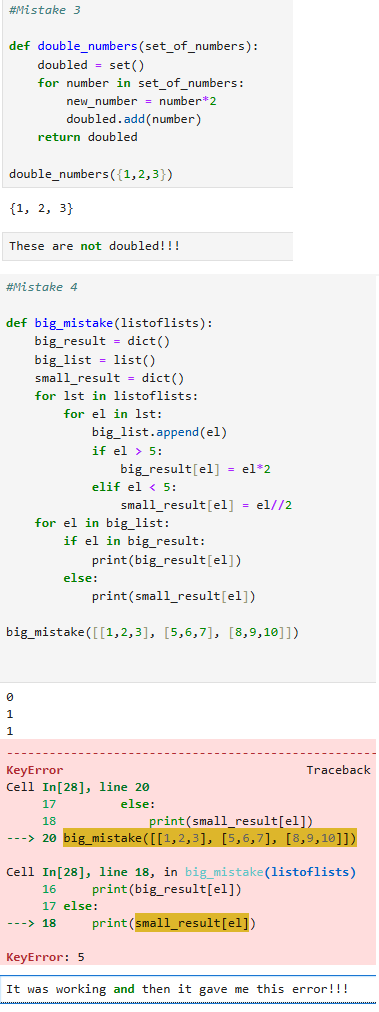 #Mistake 3
def double_numbers(set_of_numbers):
    doubled = set()
    for number in set_of_numbers:
        new_number = number*2
        doubled.add(number)
    return doubled
double_numbers({1,2,3})
{1, 2, 3}
These are not doubled!!!
#Mistake 4
def big_mistake(listoflists):
    big_result = dict()
    big_list = list()
    small_result = dict()
    for lst in listoflists:
        for el in lst:
            big_list.append(el)
            if el > 5:
                big_result[el] = el*2
            elif el < 5:
                small_result[el] = el//2
    for el in big_list:
        if el in big_result:
            print(big_result[el])
        else:
            print(small_result[el])
big_mistake([[1,2,3], [5,6,7], [8,9,10]])
0
1
1
--------------------------------------------------
KeyError                                  Traceback
Cell In[28], line 20
     17         else:
     18             print(small_result[el])
---> 20 big_mistake([[1,2,3], [5,6,7], [8,9,10]])
Cell In[28], line 18, in big_mistake(listoflists)
     16     print(big_result[el])
     17 else:
---> 18     print(small_result[el])
KeyError: 5
It was working and then it gave me this error!!!